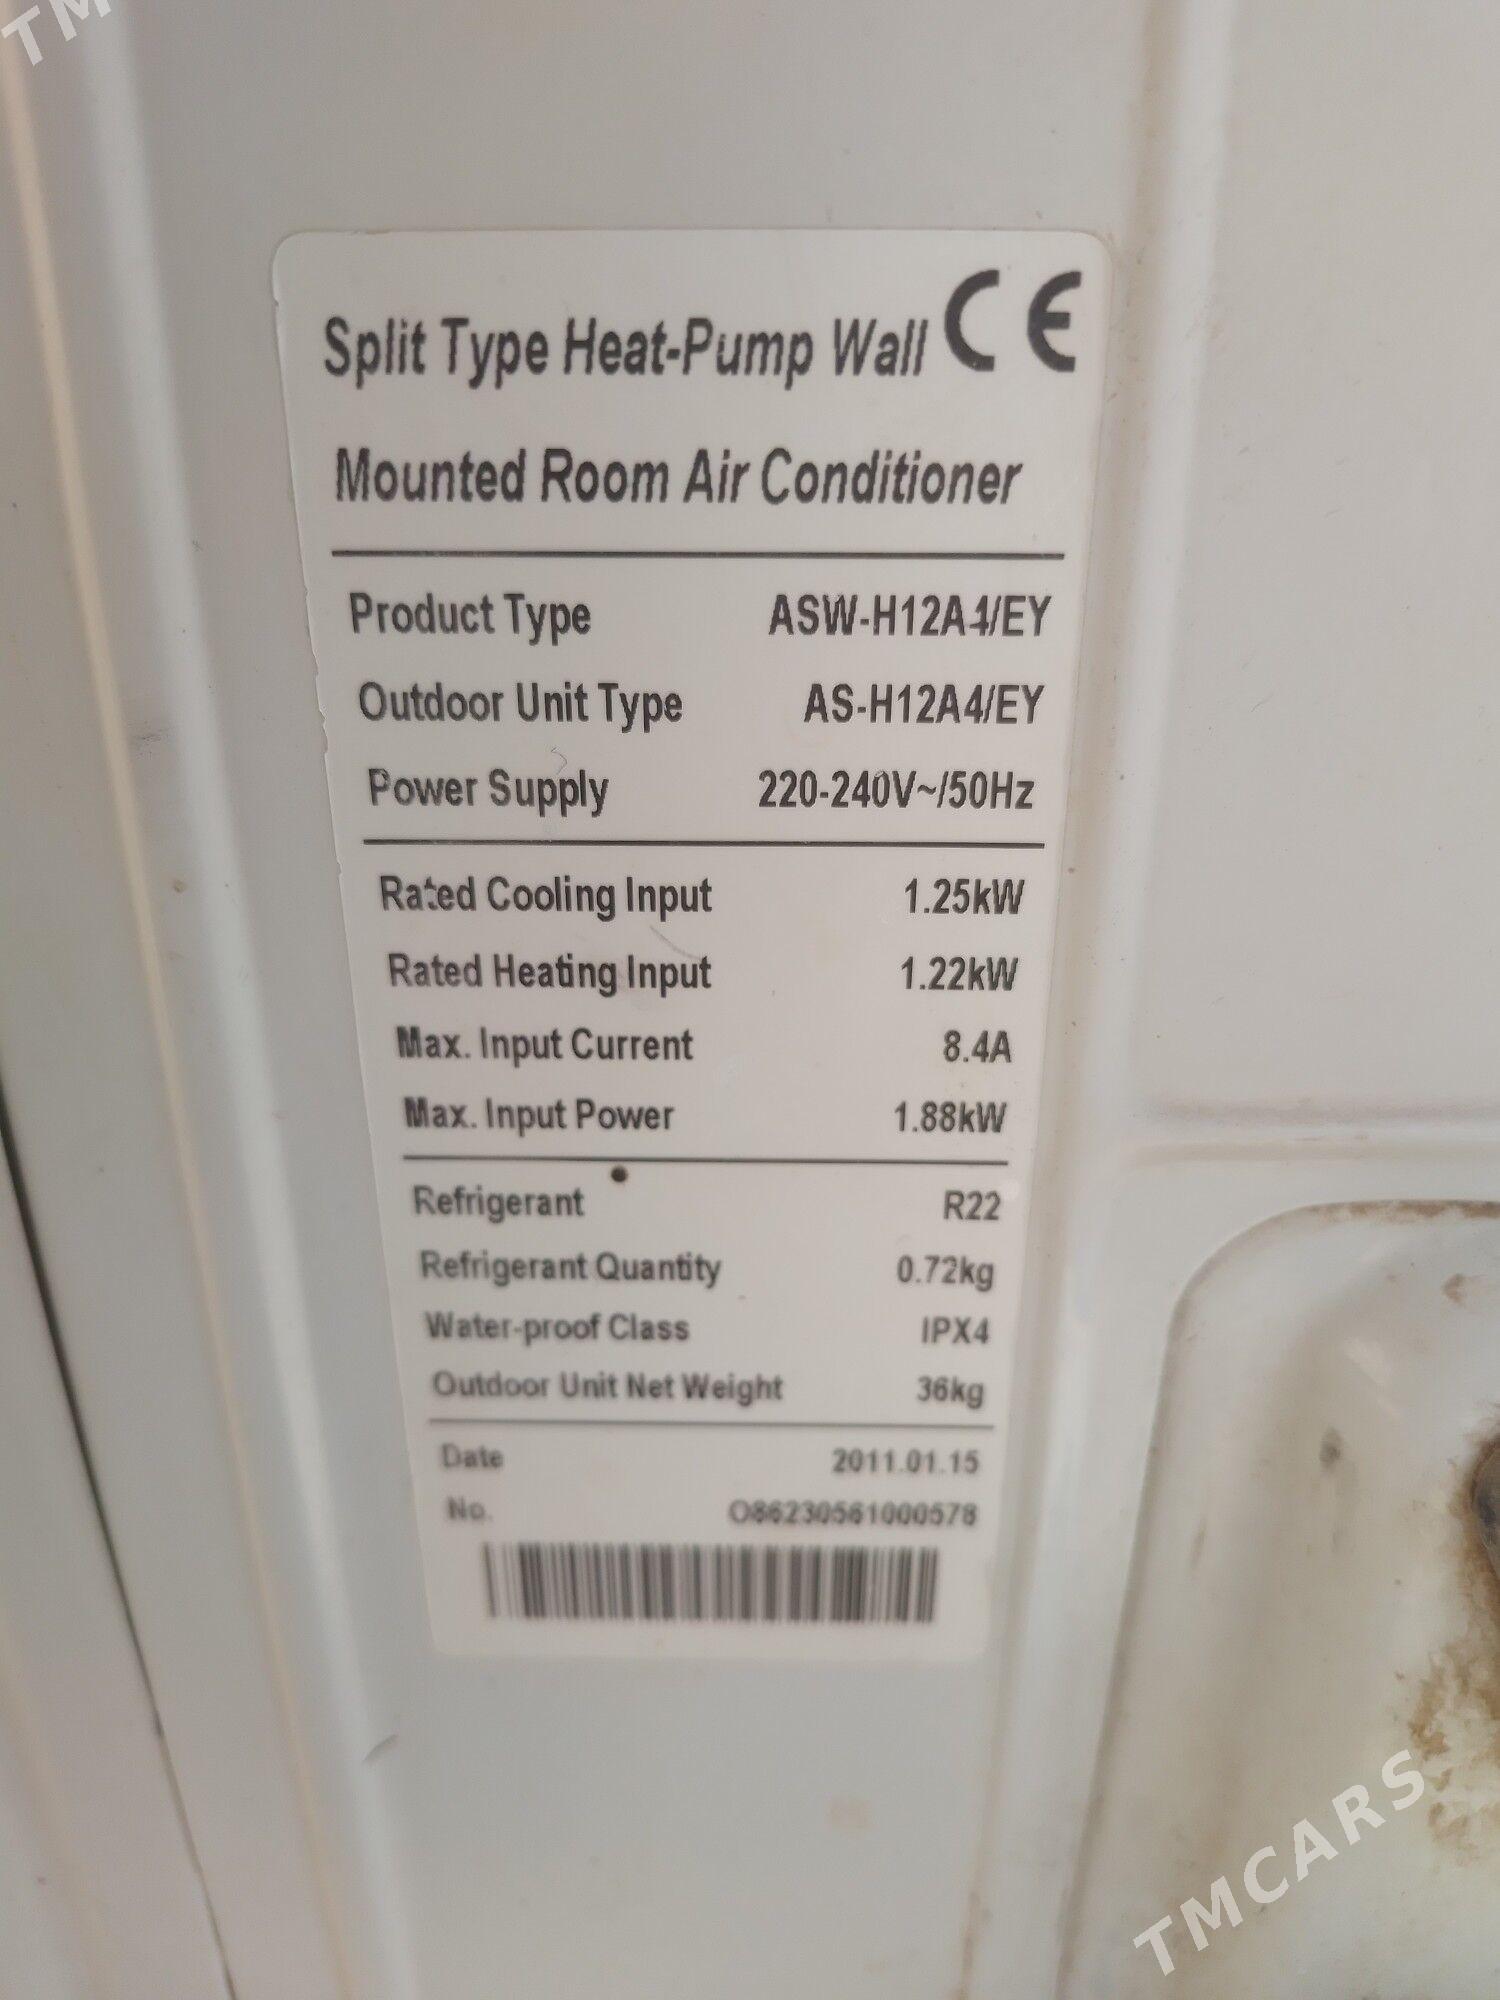 TM
Split Type Heat-Pump Wall CE
Mounted Room Air Conditioner
Product Type ASW-H12A4/EY
Outdoor Unit Type AS-H12A4/EY
Power Supply 220-240V~/50Hz
Rated Cooling Input 1.25kW
Rated Heating Input 1.22kW
Max. Input Current 8.4A
Max. Input Power 1.88kW
Refrigerant R22
Refrigerant Quantity 0.72kg
Water-proof Class IPX4
Outdoor Unit Net Weight 36kg
Date 2011.01.15
No. O86230561000578
TMCARS